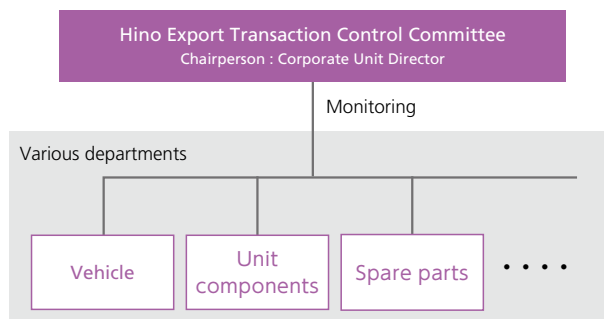 Hino Export Transaction Control Committee
Chairperson : Corporate Unit Director
Monitoring
Various departments
Vehicle
Unit
components
Spare parts
• • • •